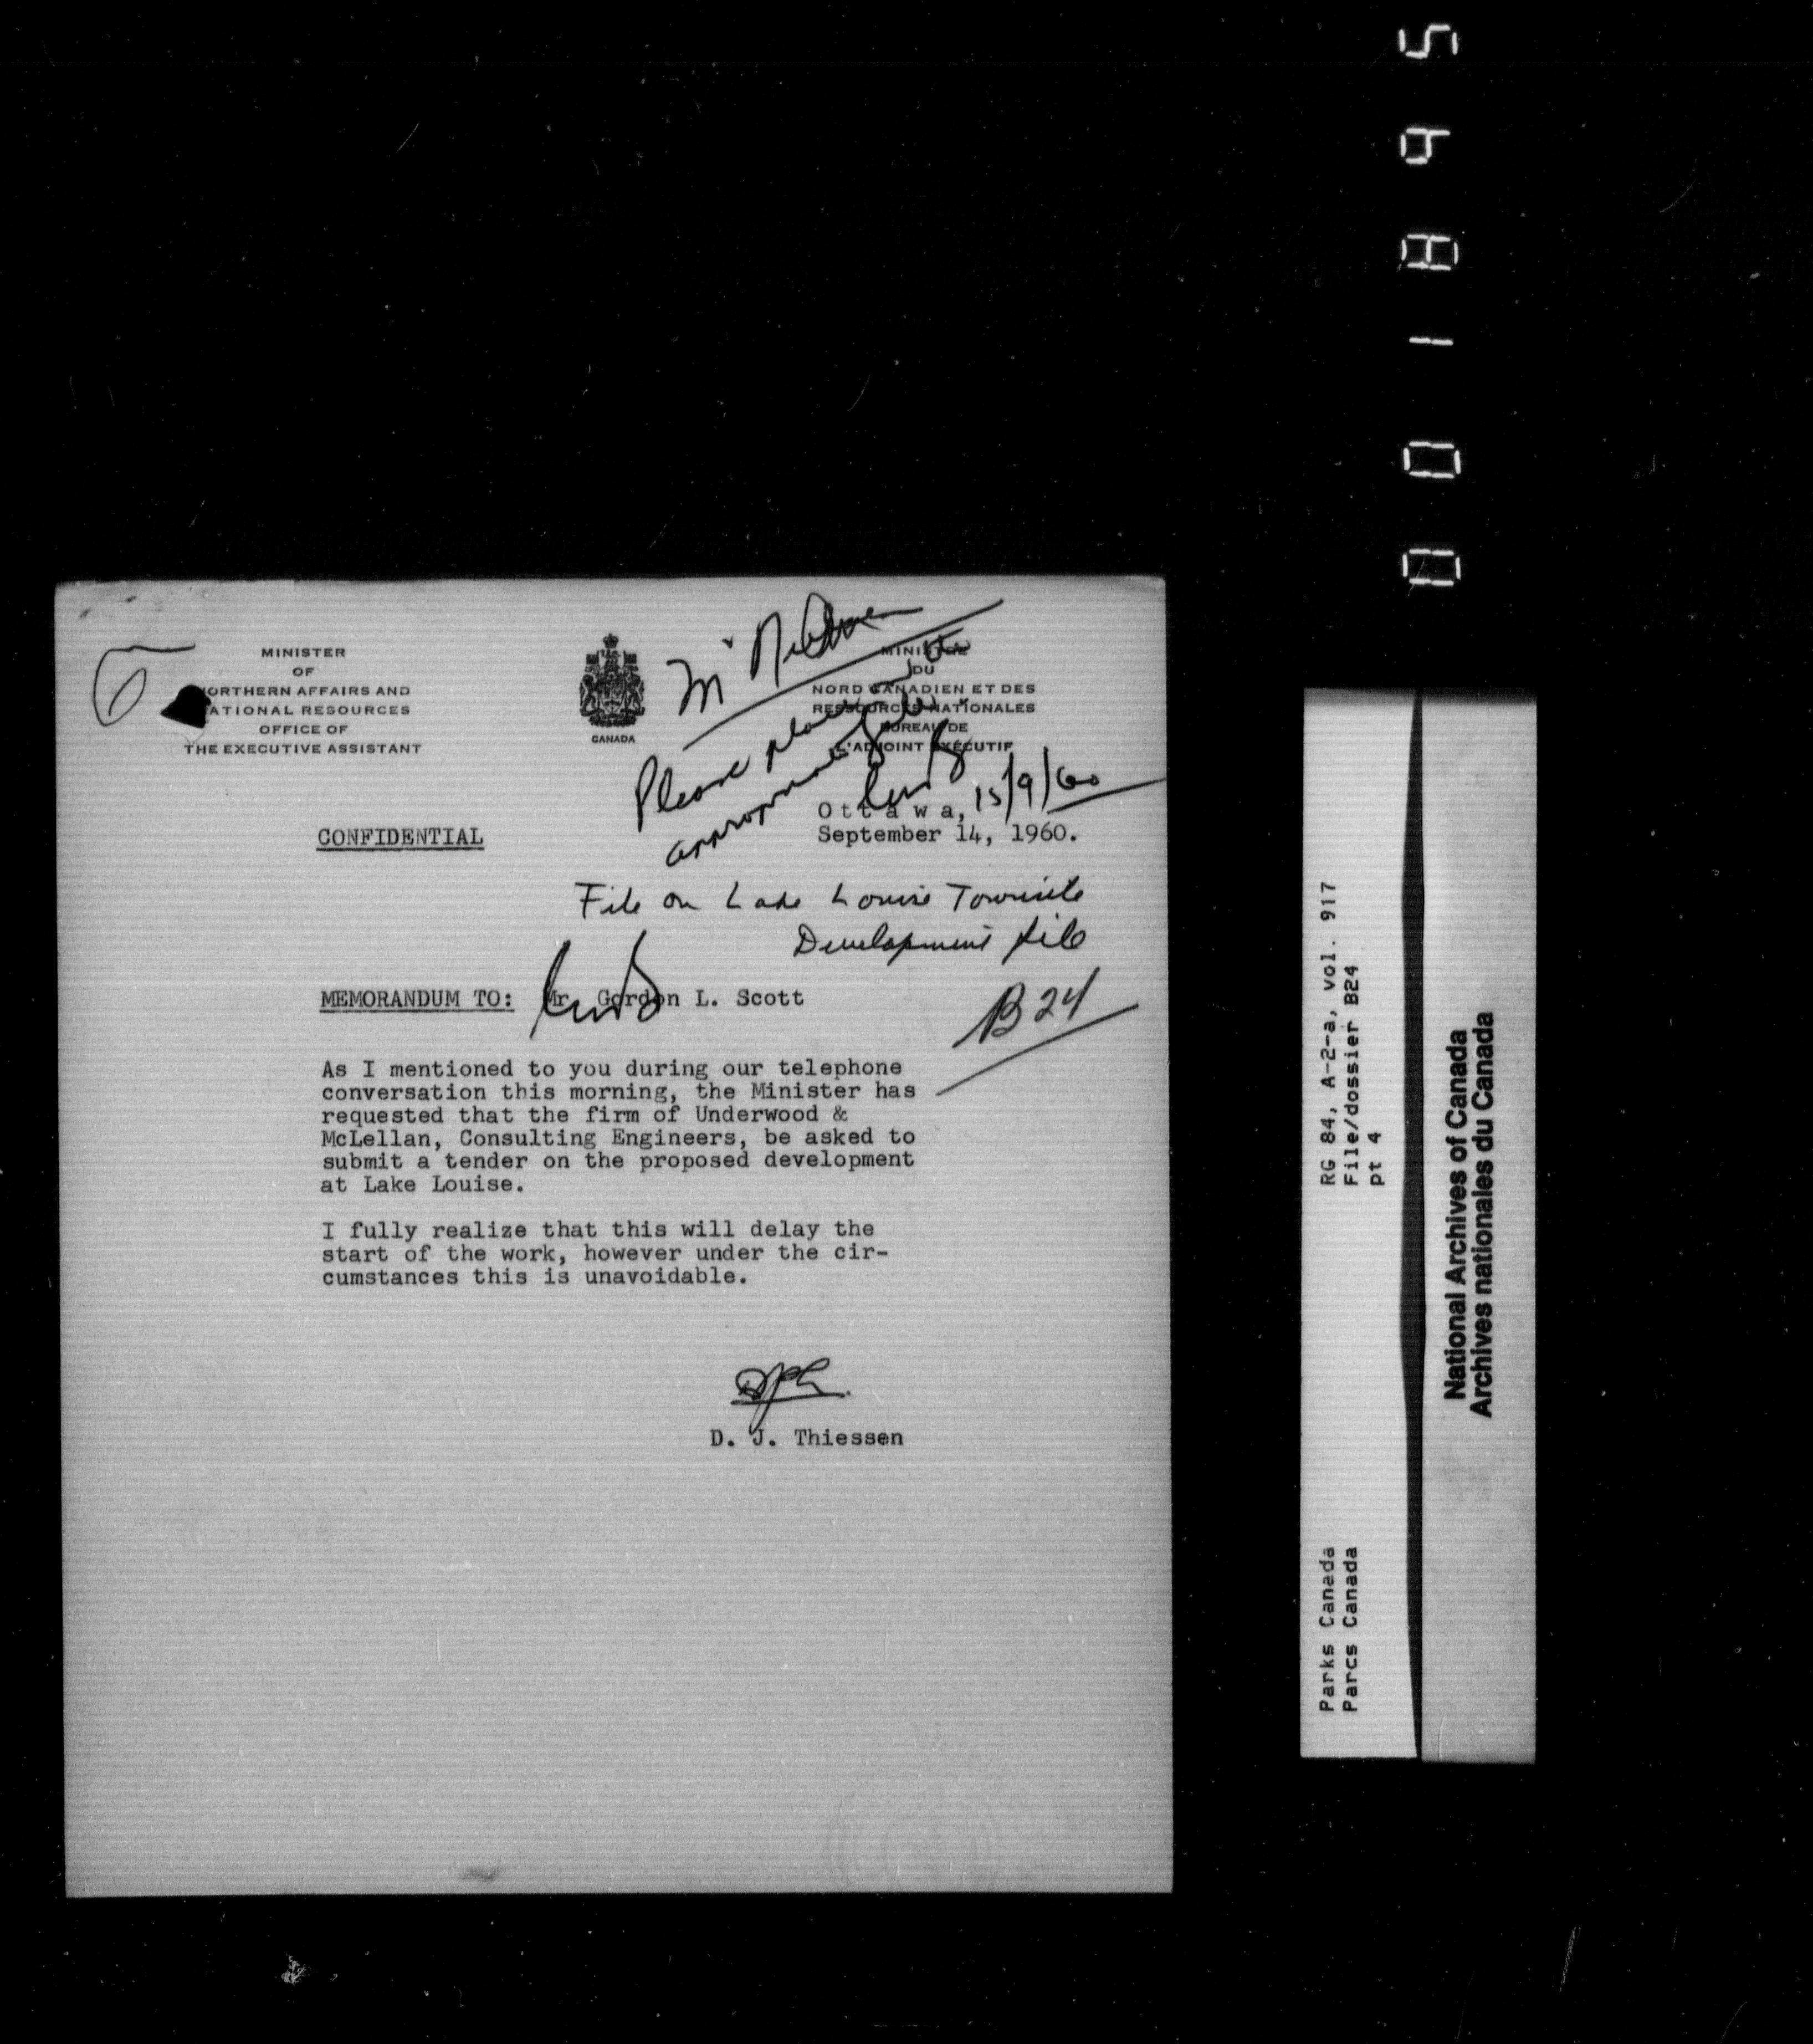 MINISTER
OF
NORTHERN AFFAIRS AND
NATIONAL RESOURCES
OFFICE OF
THE EXECUTIVE ASSISTANT
CANADA
MINISTRE
DU
NORD CANADIEN ET DES
RESSOURCES NATIONALES
BUREAU DE
L'ADJOINT EXÉCUTIF
Please place
appropriate
15/9/60
Ottawa,
September 14, 1960.
CONFIDENTIAL
File on Lake Louise Townsite
Development file
MEMORANDUM TO: Mr. Gordon L. Scott
B24
As I mentioned to you during our telephone
conversation this morning, the Minister has
requested that the firm of Underwood &
McLellan, Consulting Engineers, be asked to
submit a tender on the proposed development
at Lake Louise.
I fully realize that this will delay the
start of the work, however under the cir-
cumstances this is unavoidable.
D. J. Thiessen
RG 84, A-2-a, vol. 917
File/dossier B24
pt 4
Parks Canada
Parcs Canada
National Archives of Canada
Archives nationales du Canada